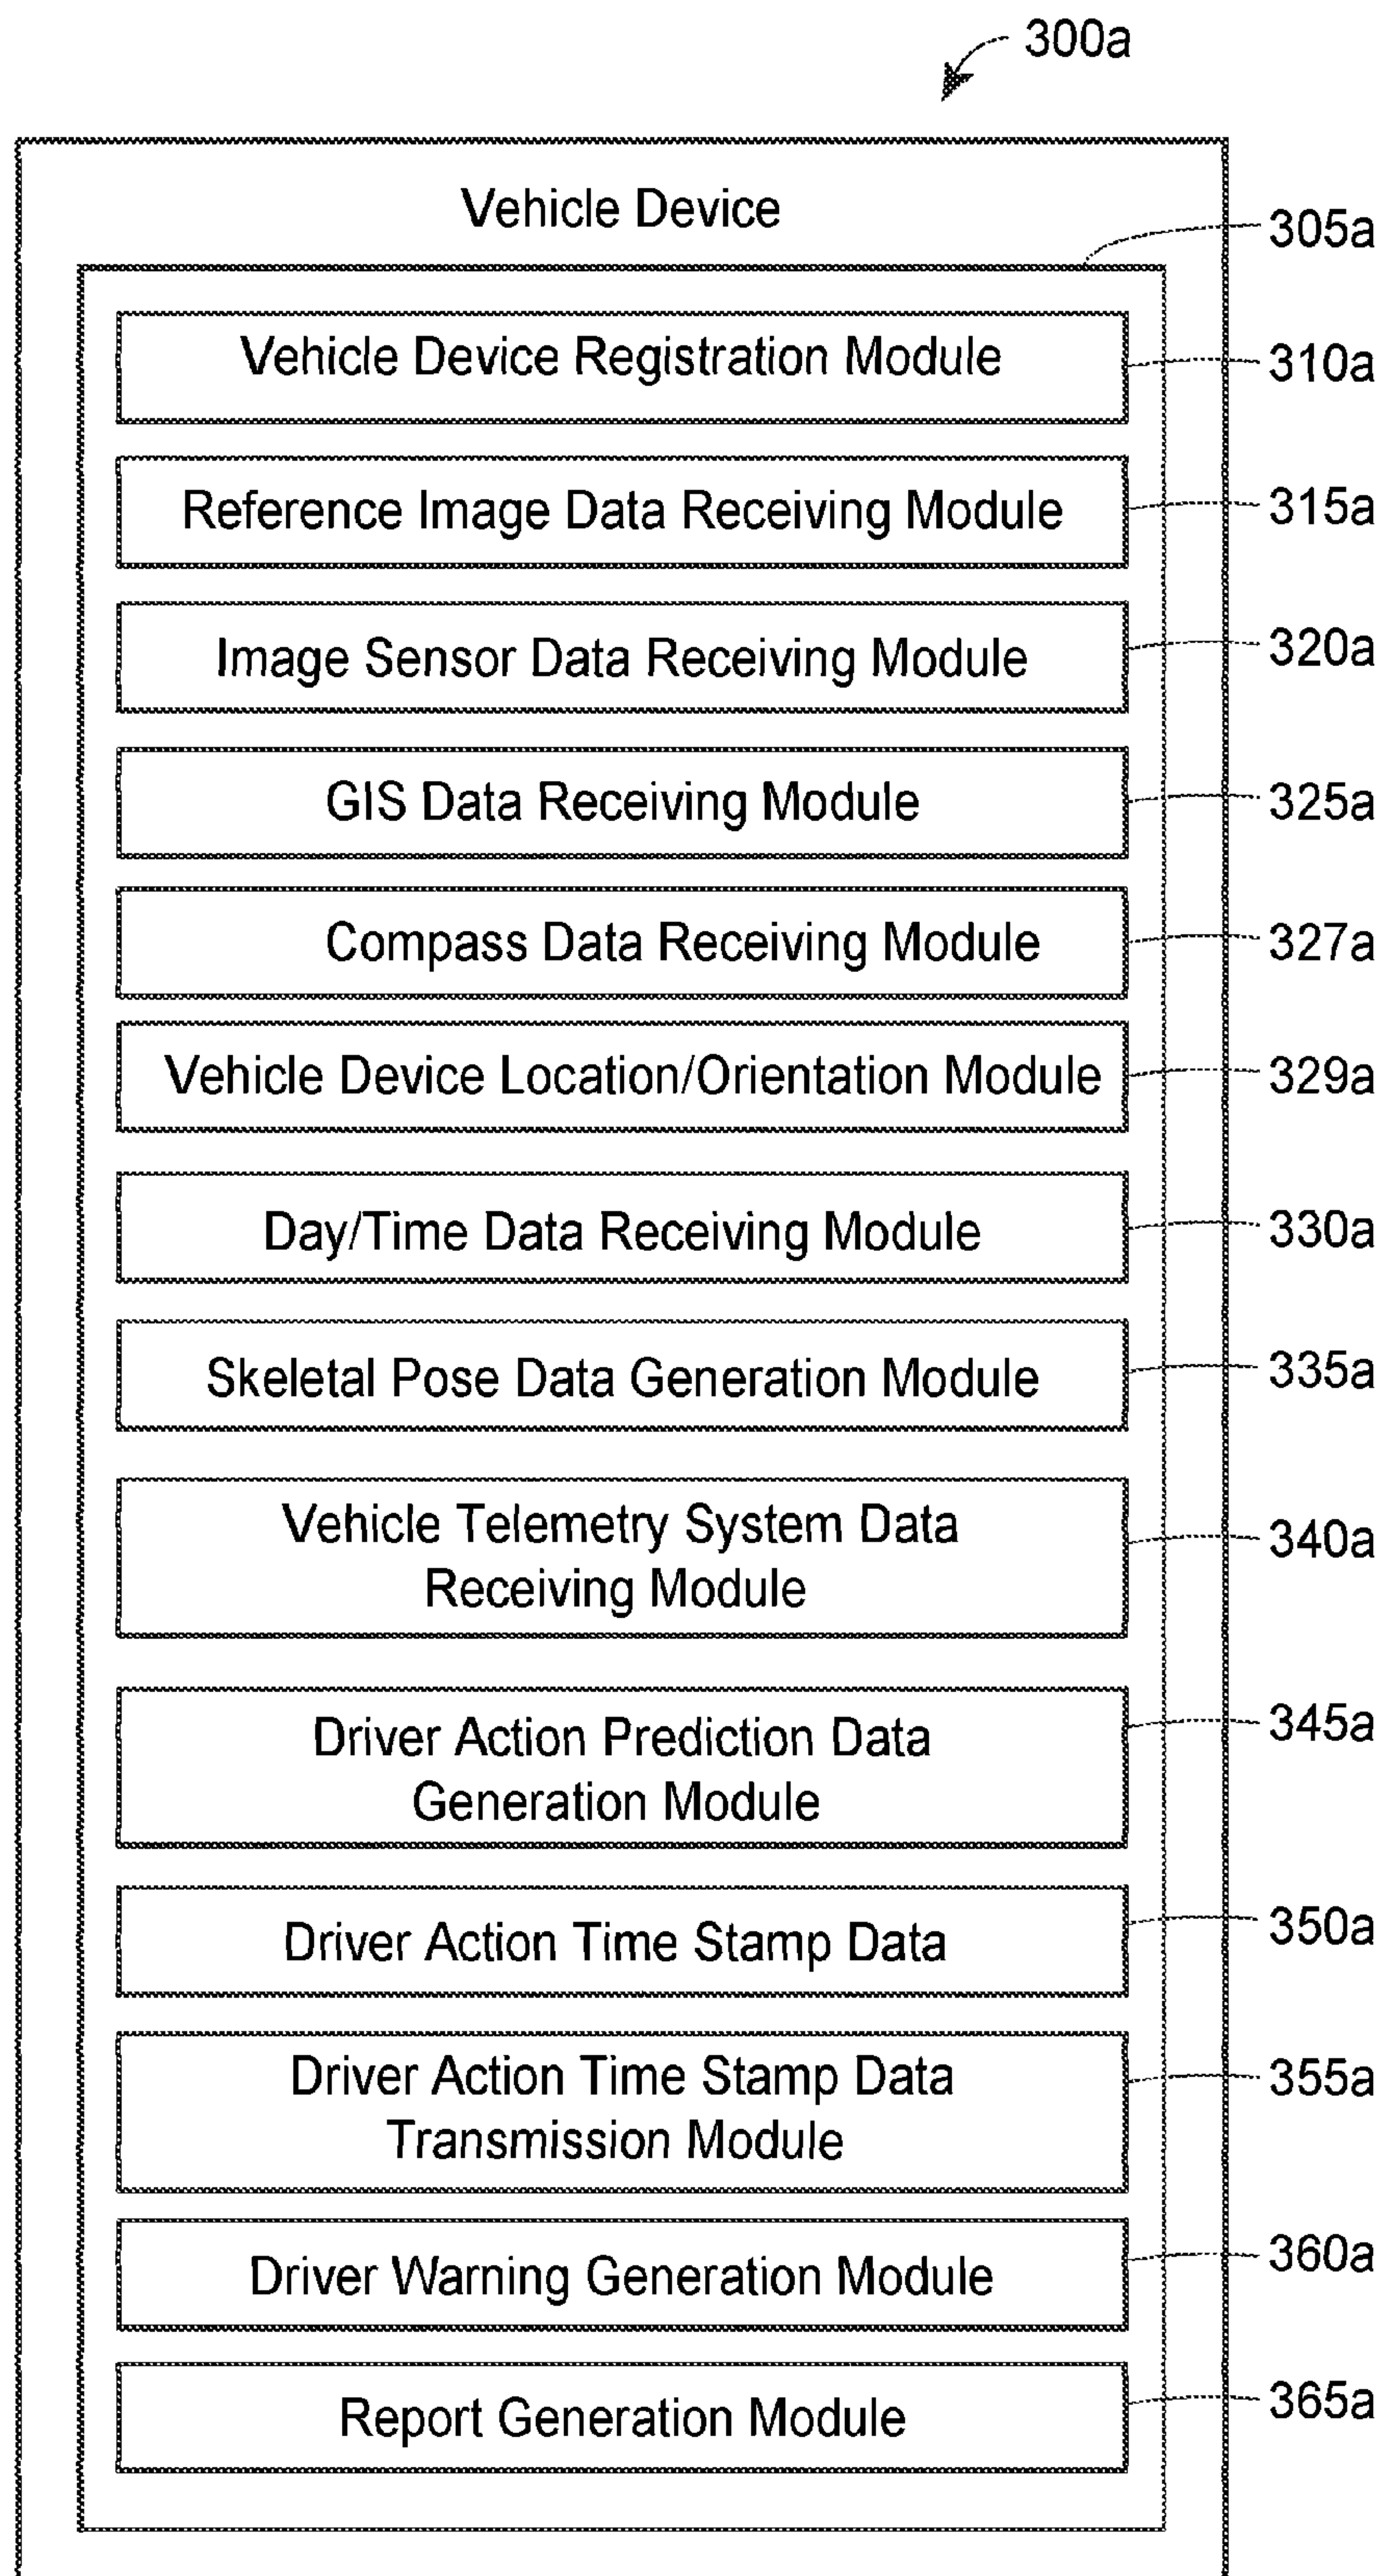 300a
Vehicle Device
305a
Vehicle Device Registration Module
310a
Reference Image Data Receiving Module
315a
Image Sensor Data Receiving Module
320a
GIS Data Receiving Module
325a
Compass Data Receiving Module
327a
Vehicle Device Location/Orientation Module
329a
Day/Time Data Receiving Module
330a
Skeletal Pose Data Generation Module
335a
Vehicle Telemetry System Data
Receiving Module
340a
Driver Action Prediction Data
Generation Module
345a
Driver Action Time Stamp Data
350a
Driver Action Time Stamp Data
Transmission Module
355a
Driver Warning Generation Module
360a
Report Generation Module
365a